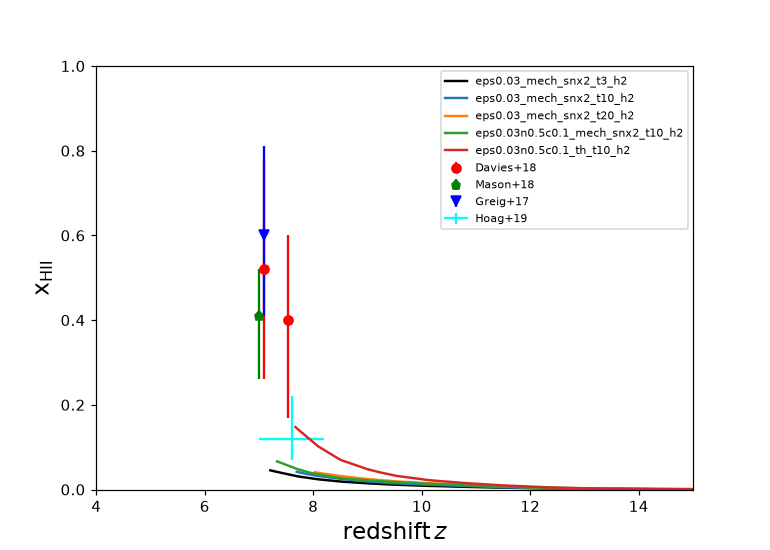 1.0
0.8
0.6
0.4
0.2
0.0
xHII
eps0.03_mech_snx2_t3_h2
eps0.03_mech_snx2_t10_h2
eps0.03_mech_snx2_t20_h2
eps0.03n0.5c0.1_mech_snx2_t10_h2
eps0.03n0.5c0.1_th_t10_h2
Davies+18
Mason+18
Greig+17
Hoag+19
4 6 8 10 12 14
redshift z